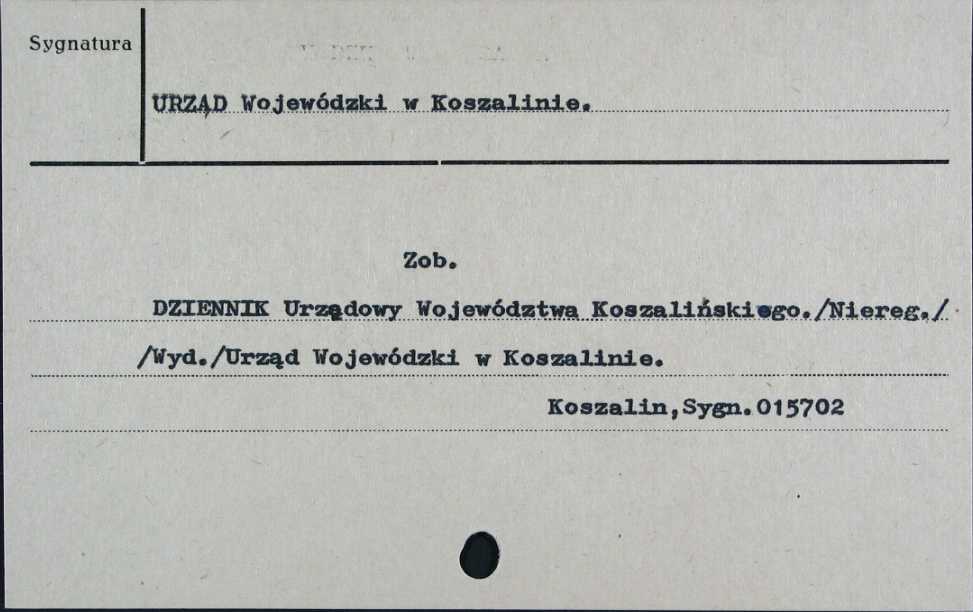 Sygnatura
URZĄD Wojewódzki w Koszalinie.
Zob.
DZIENNIK Urzędowy Województwa Koszalińskiego./Niereg./
/Wyd./Urząd Wojewódzki w Koszalinie.
Koszalin,Sygn.015702